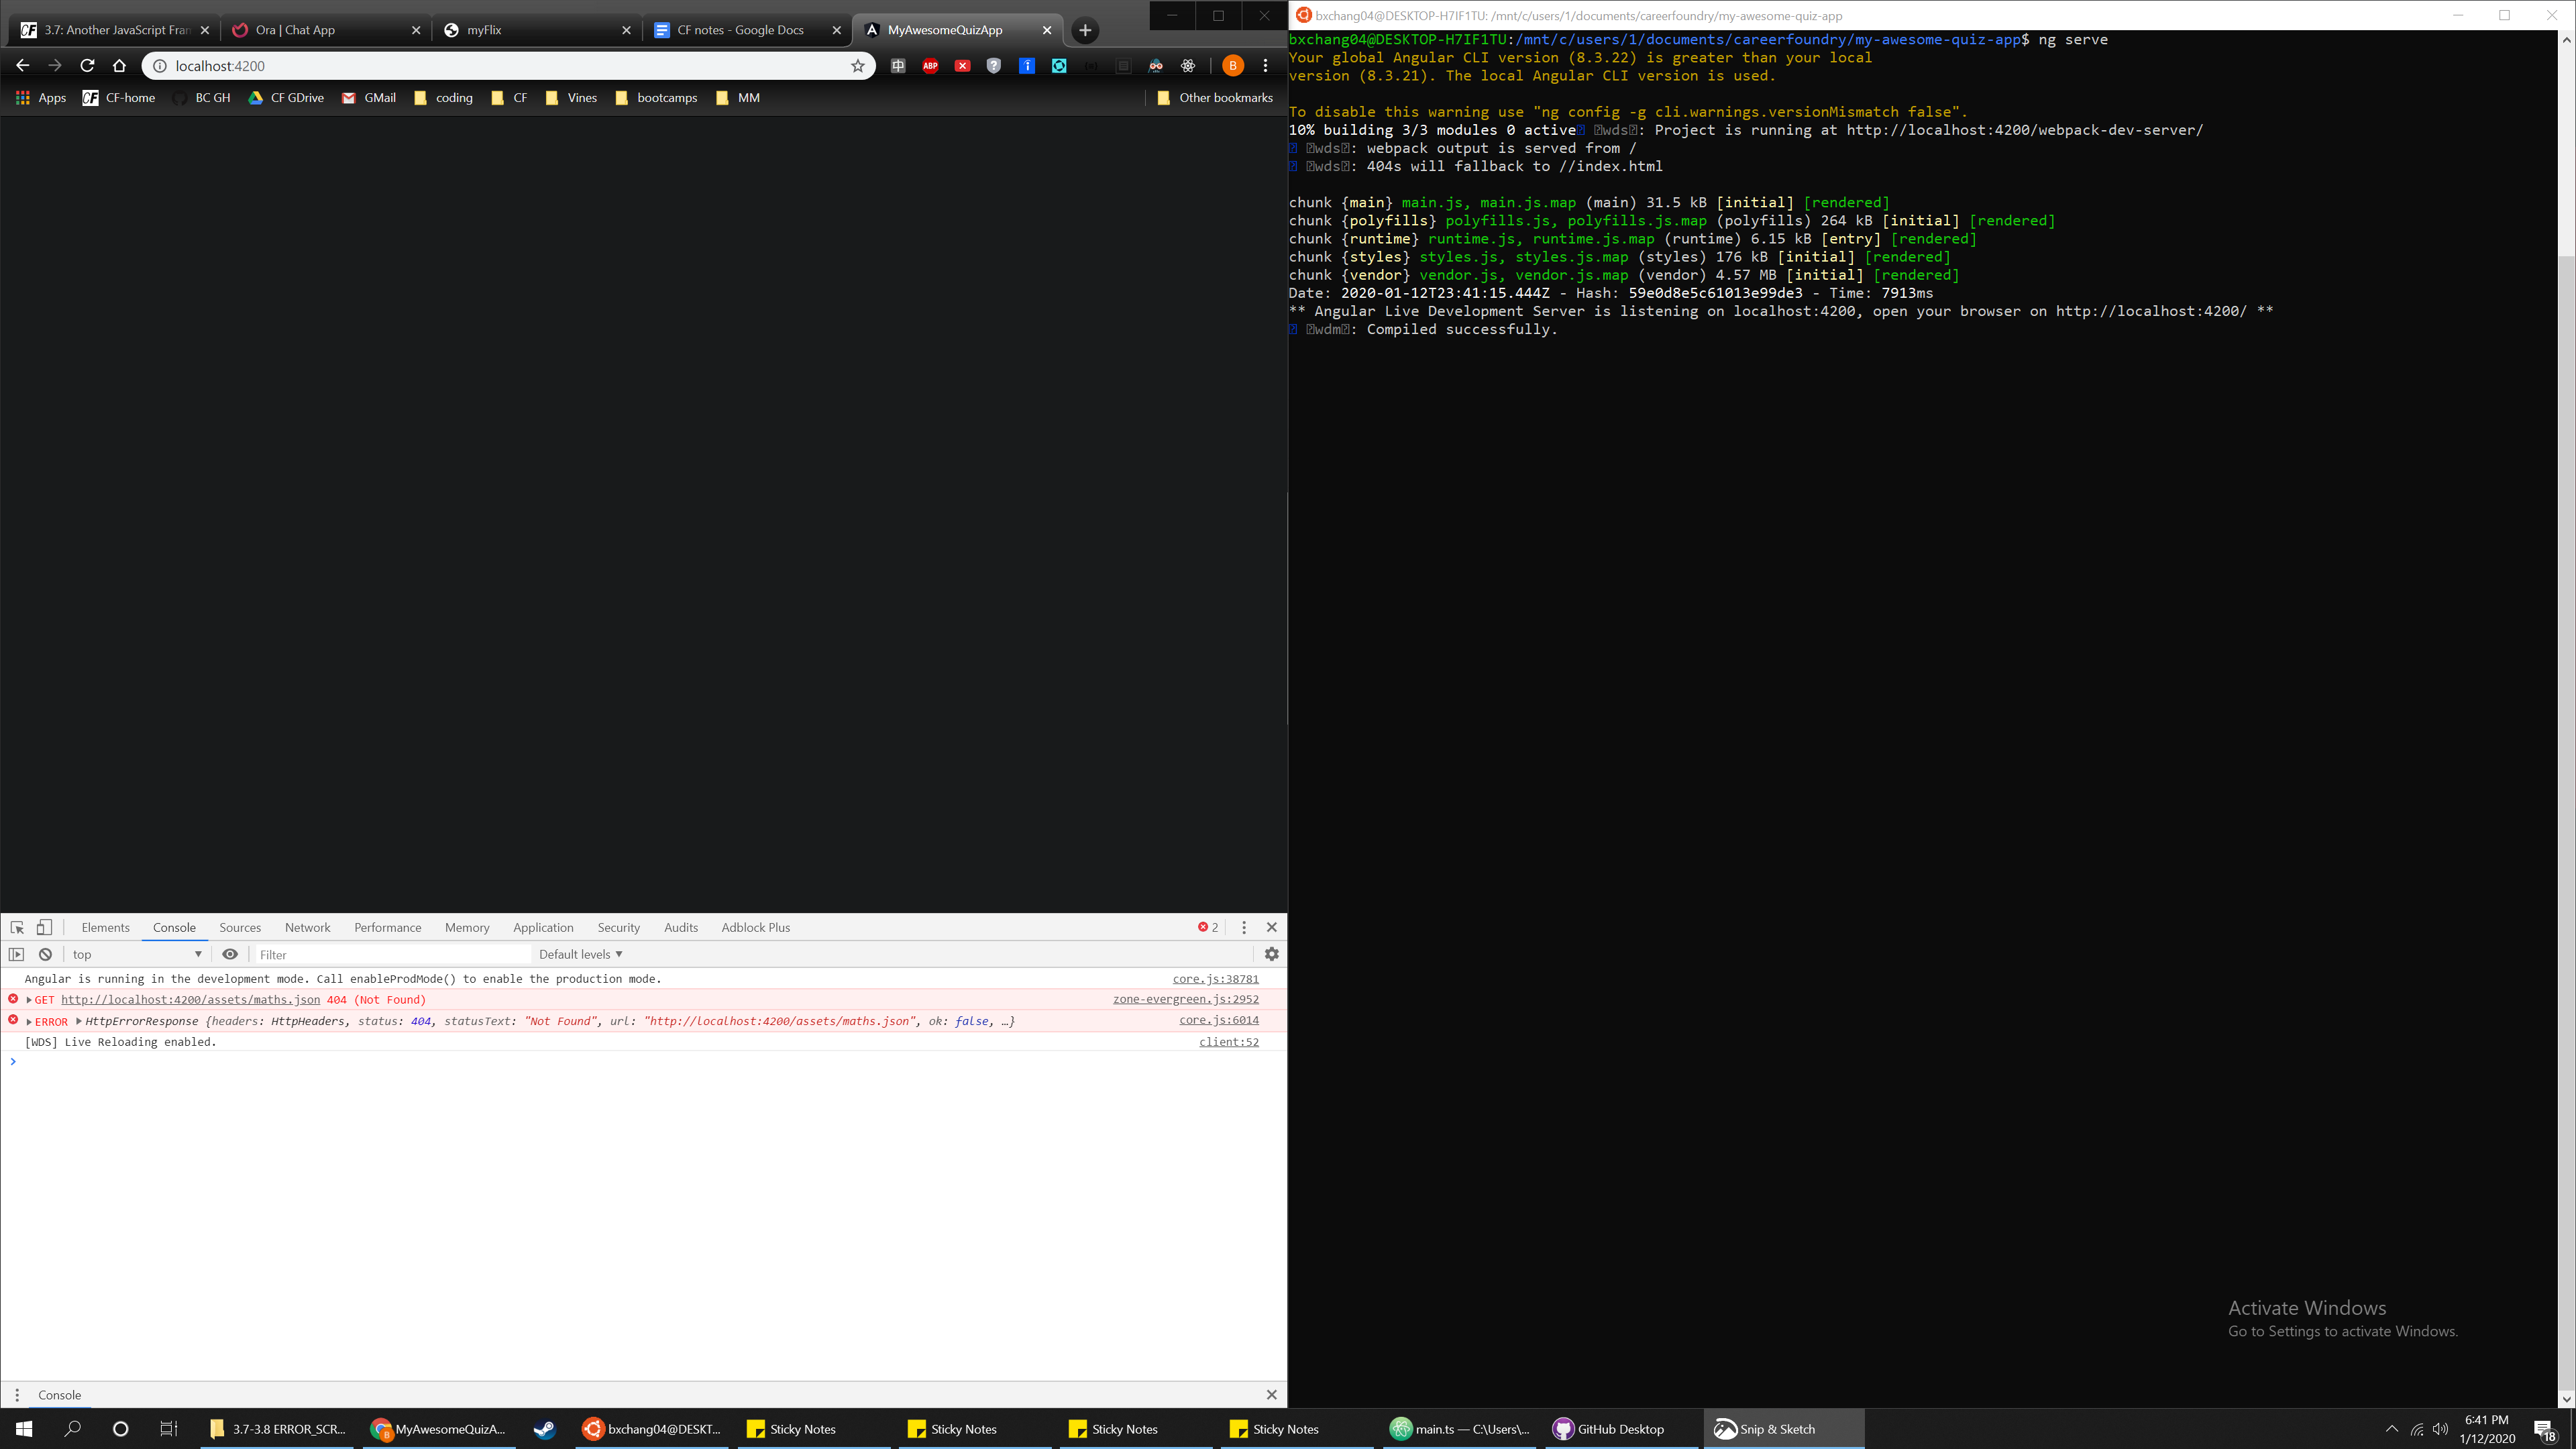 3.7: Another JavaScript Fran
Ora | Chat App
myFlix
CF notes - Google Docs
MyAwesomeQuizApp
localhost:4200
ABP
B
Apps
CF-home
BC GH
CF GDrive
GMail
coding
CF
Vines
bootcamps
MM
Other bookmarks
Elements
Console
Sources
Network
Performance
Memory
Application
Security
Audits
Adblock Plus
2
top
Filter
Default levels
Angular is running in the development mode. Call enableProdMode() to enable the production mode. core.js:38781
GET http://localhost:4200/assets/maths.json 404 (Not Found) zone-evergreen.js:2952
ERROR HttpErrorResponse {headers: HttpHeaders, status: 404, statusText: "Not Found", url: "http://localhost:4200/assets/maths.json", ok: false, …} core.js:6014
[WDS] Live Reloading enabled. client:52
Console
bxchang04@DESKTOP-H7IF1TU: /mnt/c/users/1/documents/careerfoundry/my-awesome-quiz-app
bxchang04@DESKTOP-H7IF1TU:/mnt/c/users/1/documents/careerfoundry/my-awesome-quiz-app$ ng serve
Your global Angular CLI version (8.3.22) is greater than your local
version (8.3.21). The local Angular CLI version is used.
To disable this warning use "ng config -g cli.warnings.versionMismatch false".
10% building 3/3 modules 0 active wds: Project is running at http://localhost:4200/webpack-dev-server/
wds: webpack output is served from /
wds: 404s will fallback to //index.html
chunk {main} main.js, main.js.map (main) 31.5 kB [initial] [rendered]
chunk {polyfills} polyfills.js, polyfills.js.map (polyfills) 264 kB [initial] [rendered]
chunk {runtime} runtime.js, runtime.js.map (runtime) 6.15 kB [entry] [rendered]
chunk {styles} styles.js, styles.js.map (styles) 176 kB [initial] [rendered]
chunk {vendor} vendor.js, vendor.js.map (vendor) 4.57 MB [initial] [rendered]
Date: 2020-01-12T23:41:15.444Z - Hash: 59e0d8e5c61013e99de3 - Time: 7913ms
** Angular Live Development Server is listening on localhost:4200, open your browser on http://localhost:4200/ **
wdm: Compiled successfully.
Activate Windows
Go to Settings to activate Windows.
3.7-3.8 ERROR_SCR...
MyAwesomeQuizA...
bxchang04@DESKT...
Sticky Notes
Sticky Notes
Sticky Notes
Sticky Notes
main.ts — C:\Users\...
GitHub Desktop
Snip & Sketch
6:41 PM
1/12/2020
18